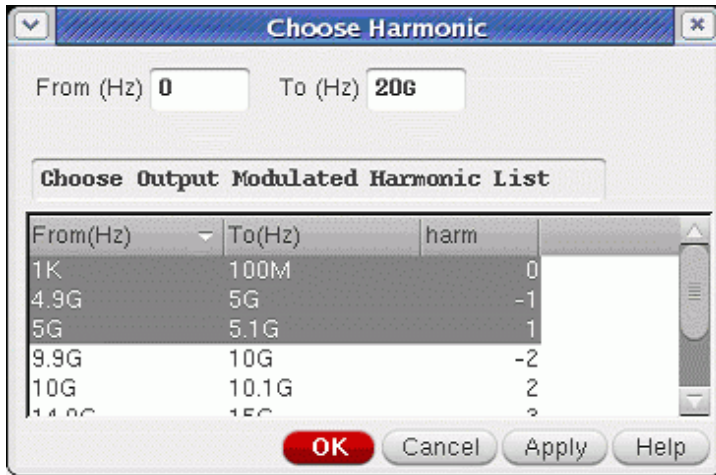 Choose Harmonic
From (Hz) 0 To (Hz) 20G
Choose Output Modulated Harmonic List
From(Hz) To(Hz) harm
1K 100M 0
4.9G 5G -1
5G 5.1G 1
9.9G 10G -2
10G 10.1G 2
OK Cancel Apply Help